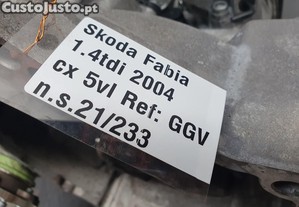 CustoJusto.pt
Skoda Fabia
1.4tdi 2004
cx 5vl Ref: GGV
n.s.21/233